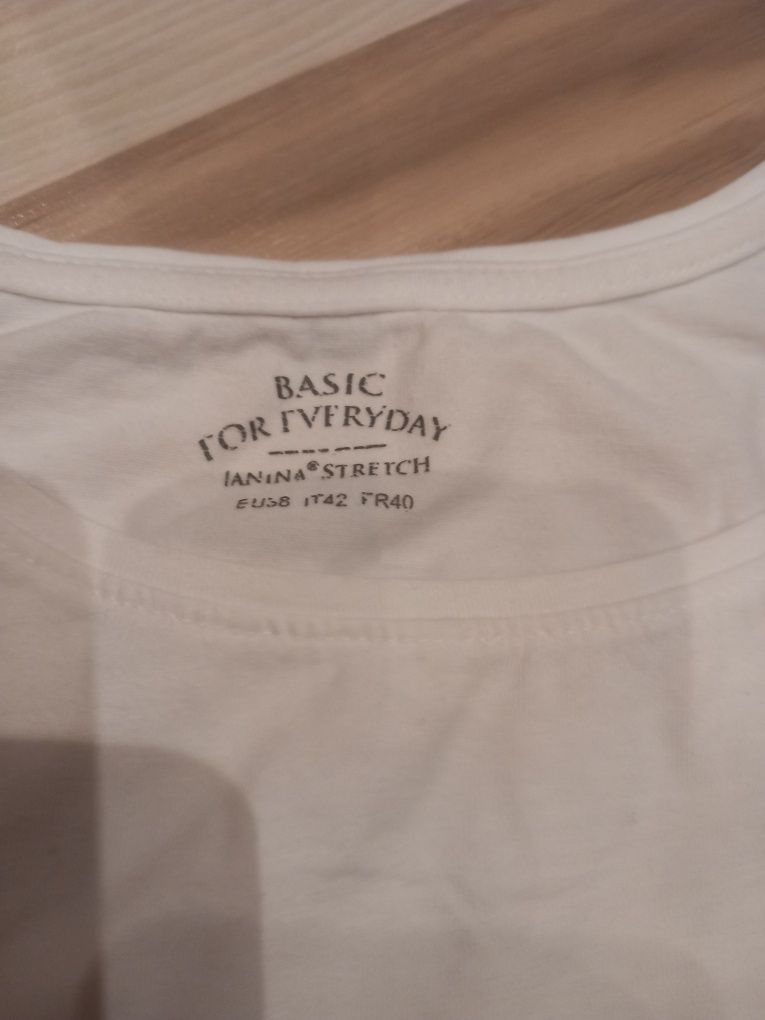 BASIC
FOR EVERYDAY
JANINA® STRETCH
EU38 IT42 FR40